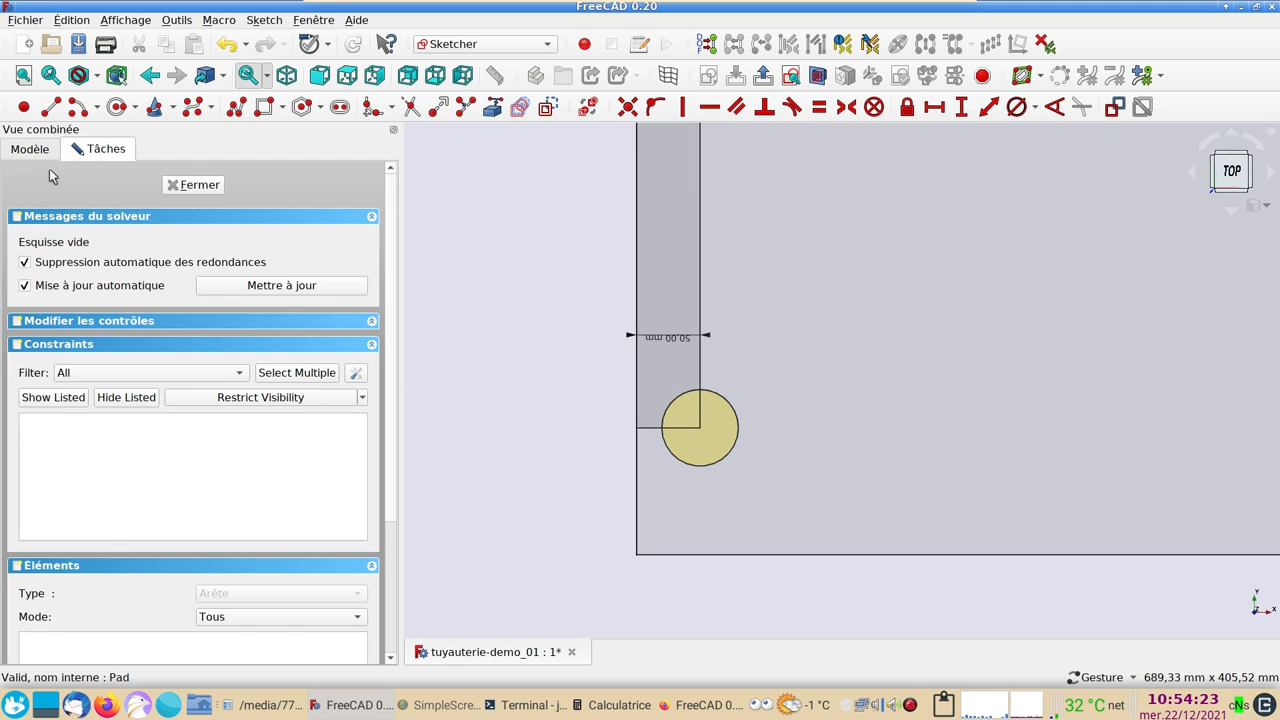 FreeCAD 0.20
Fichier Édition Affichage Outils Macro Sketch Fenêtre Aide
Sketcher
Vue combinée
Modèle Tâches
Fermer
Messages du solveur
Esquisse vide
Suppression automatique des redondances
Mise à jour automatique Mettre à jour
Modifier les contrôles
Constraints
Filter: All Select Multiple
Show Listed Hide Listed Restrict Visibility
Éléments
Type : Arête
Mode: Tous
TOP
50,00 mm
Y
Z X
tuyauterie-demo_01 : 1*
Valid, nom interne : Pad
Gesture 689,33 mm x 405,52 mm
/media/77... FreeCAD 0.... SimpleScre... Terminal - j... Calculatrice FreeCAD 0.... -1 °C 32 °C net 10:54:23
mer.22/12/2021